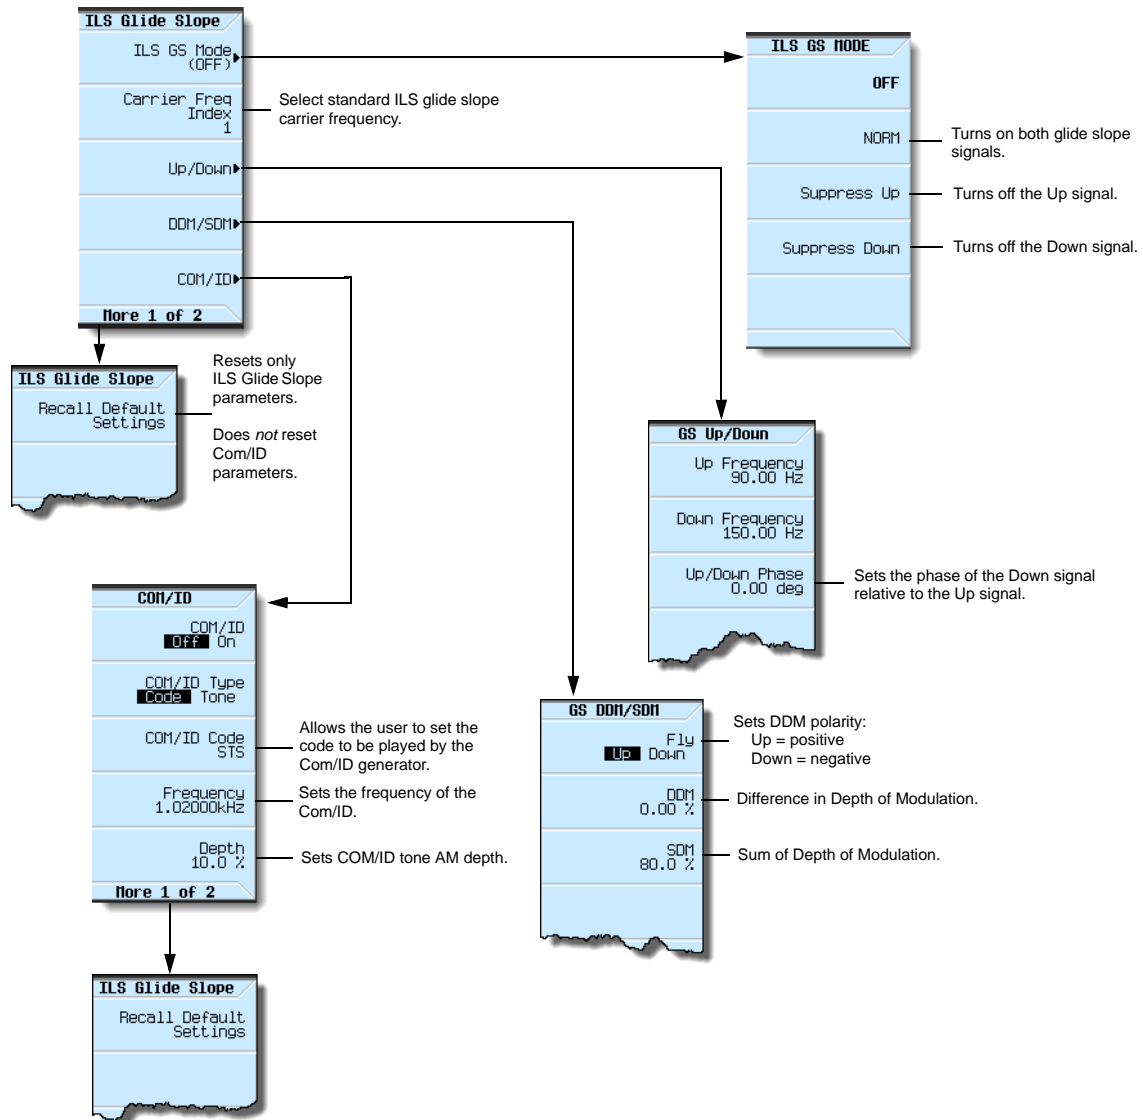 ILS Glide Slope
ILS GS Mode
(OFF)
Carrier Freq
Index
1
Up/Down
DDM/SDM
COM/ID
More 1 of 2
Select standard ILS glide slope
carrier frequency.
ILS GS MODE
OFF
NORM
Suppress Up
Suppress Down
Turns on both glide slope
signals.
Turns off the Up signal.
Turns off the Down signal.
ILS Glide Slope
Recall Default
Settings
Resets only
ILS Glide Slope
parameters.
Does not reset
Com/ID
parameters.
GS Up/Down
Up Frequency
90.00 Hz
Down Frequency
150.00 Hz
Up/Down Phase
0.00 deg
Sets the phase of the Down signal
relative to the Up signal.
COM/ID
COM/ID
Off On
COM/ID Type
Code Tone
COM/ID Code
STS
Frequency
1.02000kHz
Depth
10.0 %
More 1 of 2
Allows the user to set the
code to be played by the
Com/ID generator.
Sets the frequency of the
Com/ID.
Sets COM/ID tone AM depth.
GS DDM/SDM
Fly
Up Down
DDM
0.00 %
SDM
80.0 %
Sets DDM polarity:
Up = positive
Down = negative
Difference in Depth of Modulation.
Sum of Depth of Modulation.
ILS Glide Slope
Recall Default
Settings